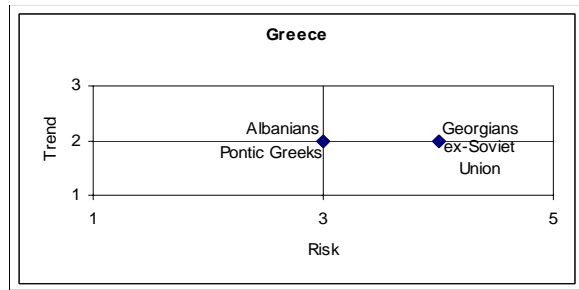 Greece
3
Trend
2
1
Albanians
Pontic Greeks
Georgians
ex-Soviet
Union
1
3
5
Risk